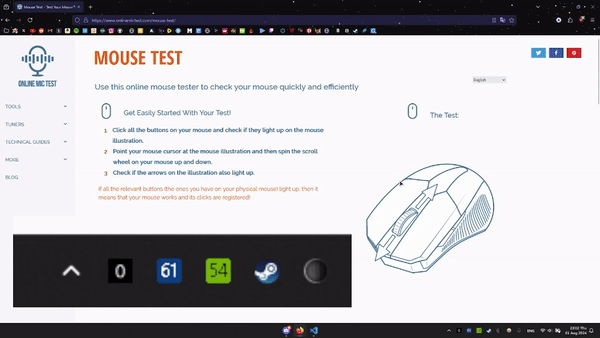 Mouse Test - Test Your Mouse
https://www.onlinemictest.com/mouse-test/
ONLINE MIC TEST
MOUSE TEST
English
Use this online mouse tester to check your mouse quickly and efficiently
TOOLS
TUNERS
TECHNICAL GUIDES
MORE
BLOG
Get Easily Started With Your Test!
The Test:
1 Click all the buttons on your mouse and check if they light up on the mouse
illustration.
2 Point your mouse cursor at the mouse illustration and then spin the scroll
wheel on your mouse up and down.
3 Check if the arrows on the illustration also light up.
If all the relevant buttons (the ones you have on your physical mouse) light up, then it
means that your mouse works and its clicks are registered!
0 61 54
ENG
23:02 Thu
01 Aug 2024